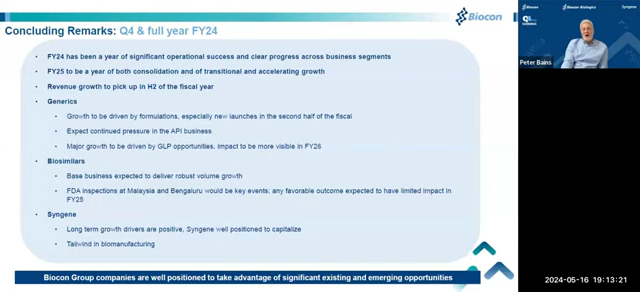 Biocon
Concluding Remarks: Q4 & full year FY24
FY24 has been a year of significant operational success and clear progress across business segments
FY25 to be a year of both consolidation and of transitional and accelerating growth
Revenue growth to pick up in H2 of the fiscal year
Generics
Growth to be driven by formulations, especially new launches in the second half of the fiscal
Expect continued pressure in the API business
Major growth to be driven by GLP opportunities, impact to be more visible in FY26
Biosimilars
Base business expected to deliver robust volume growth
FDA inspections at Malaysia and Bengaluru would be key events; any favorable outcome expected to have limited impact in
FY25
Syngene
Long term growth drivers are positive, Syngene well positioned to capitalize
Tailwind in biomanufacturing
Biocon Group companies are well positioned to take advantage of significant existing and emerging opportunities
Biocon Biocon Biologics Syngene
Peter Bains
2024-05-16 19:13:21